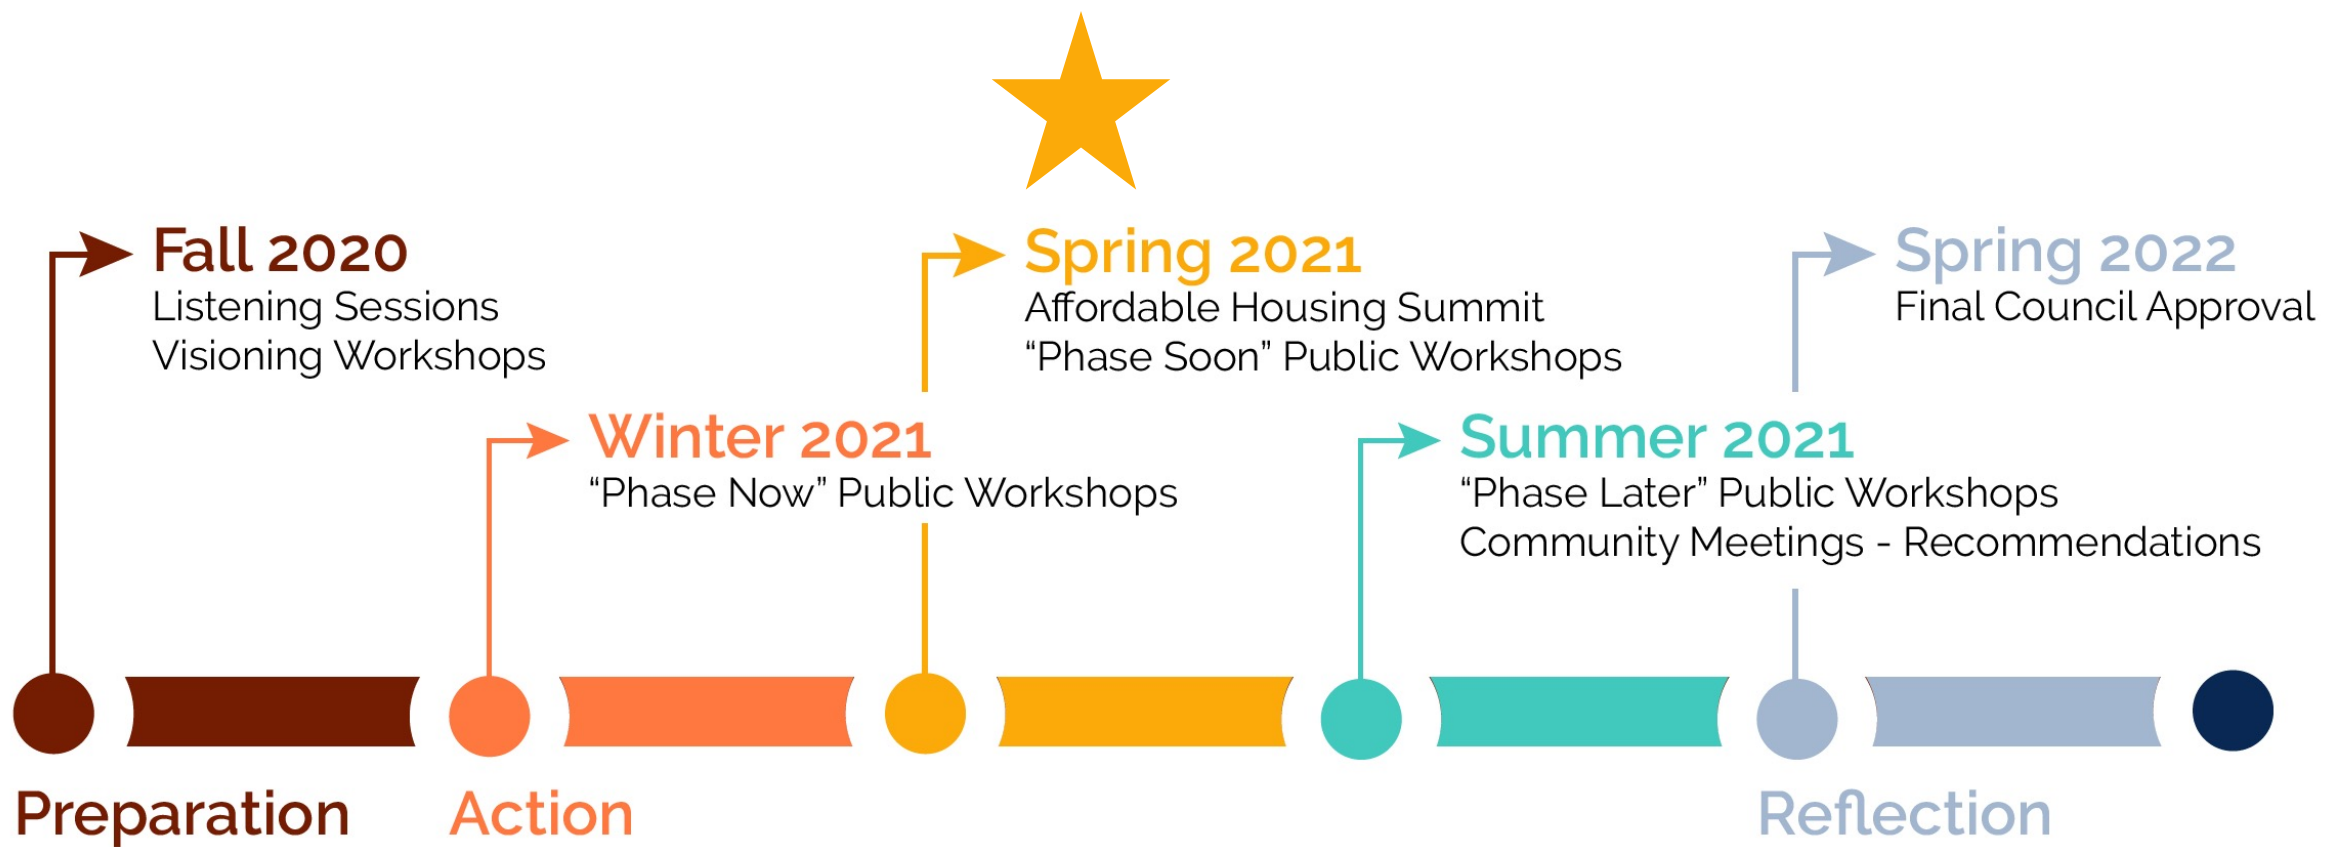 Fall 2020
Listening Sessions
Visioning Workshops
Winter 2021
“Phase Now” Public Workshops
Spring 2021
Affordable Housing Summit
“Phase Soon” Public Workshops
Summer 2021
“Phase Later” Public Workshops
Community Meetings - Recommendations
Spring 2022
Final Council Approval
Preparation
Action
Reflection